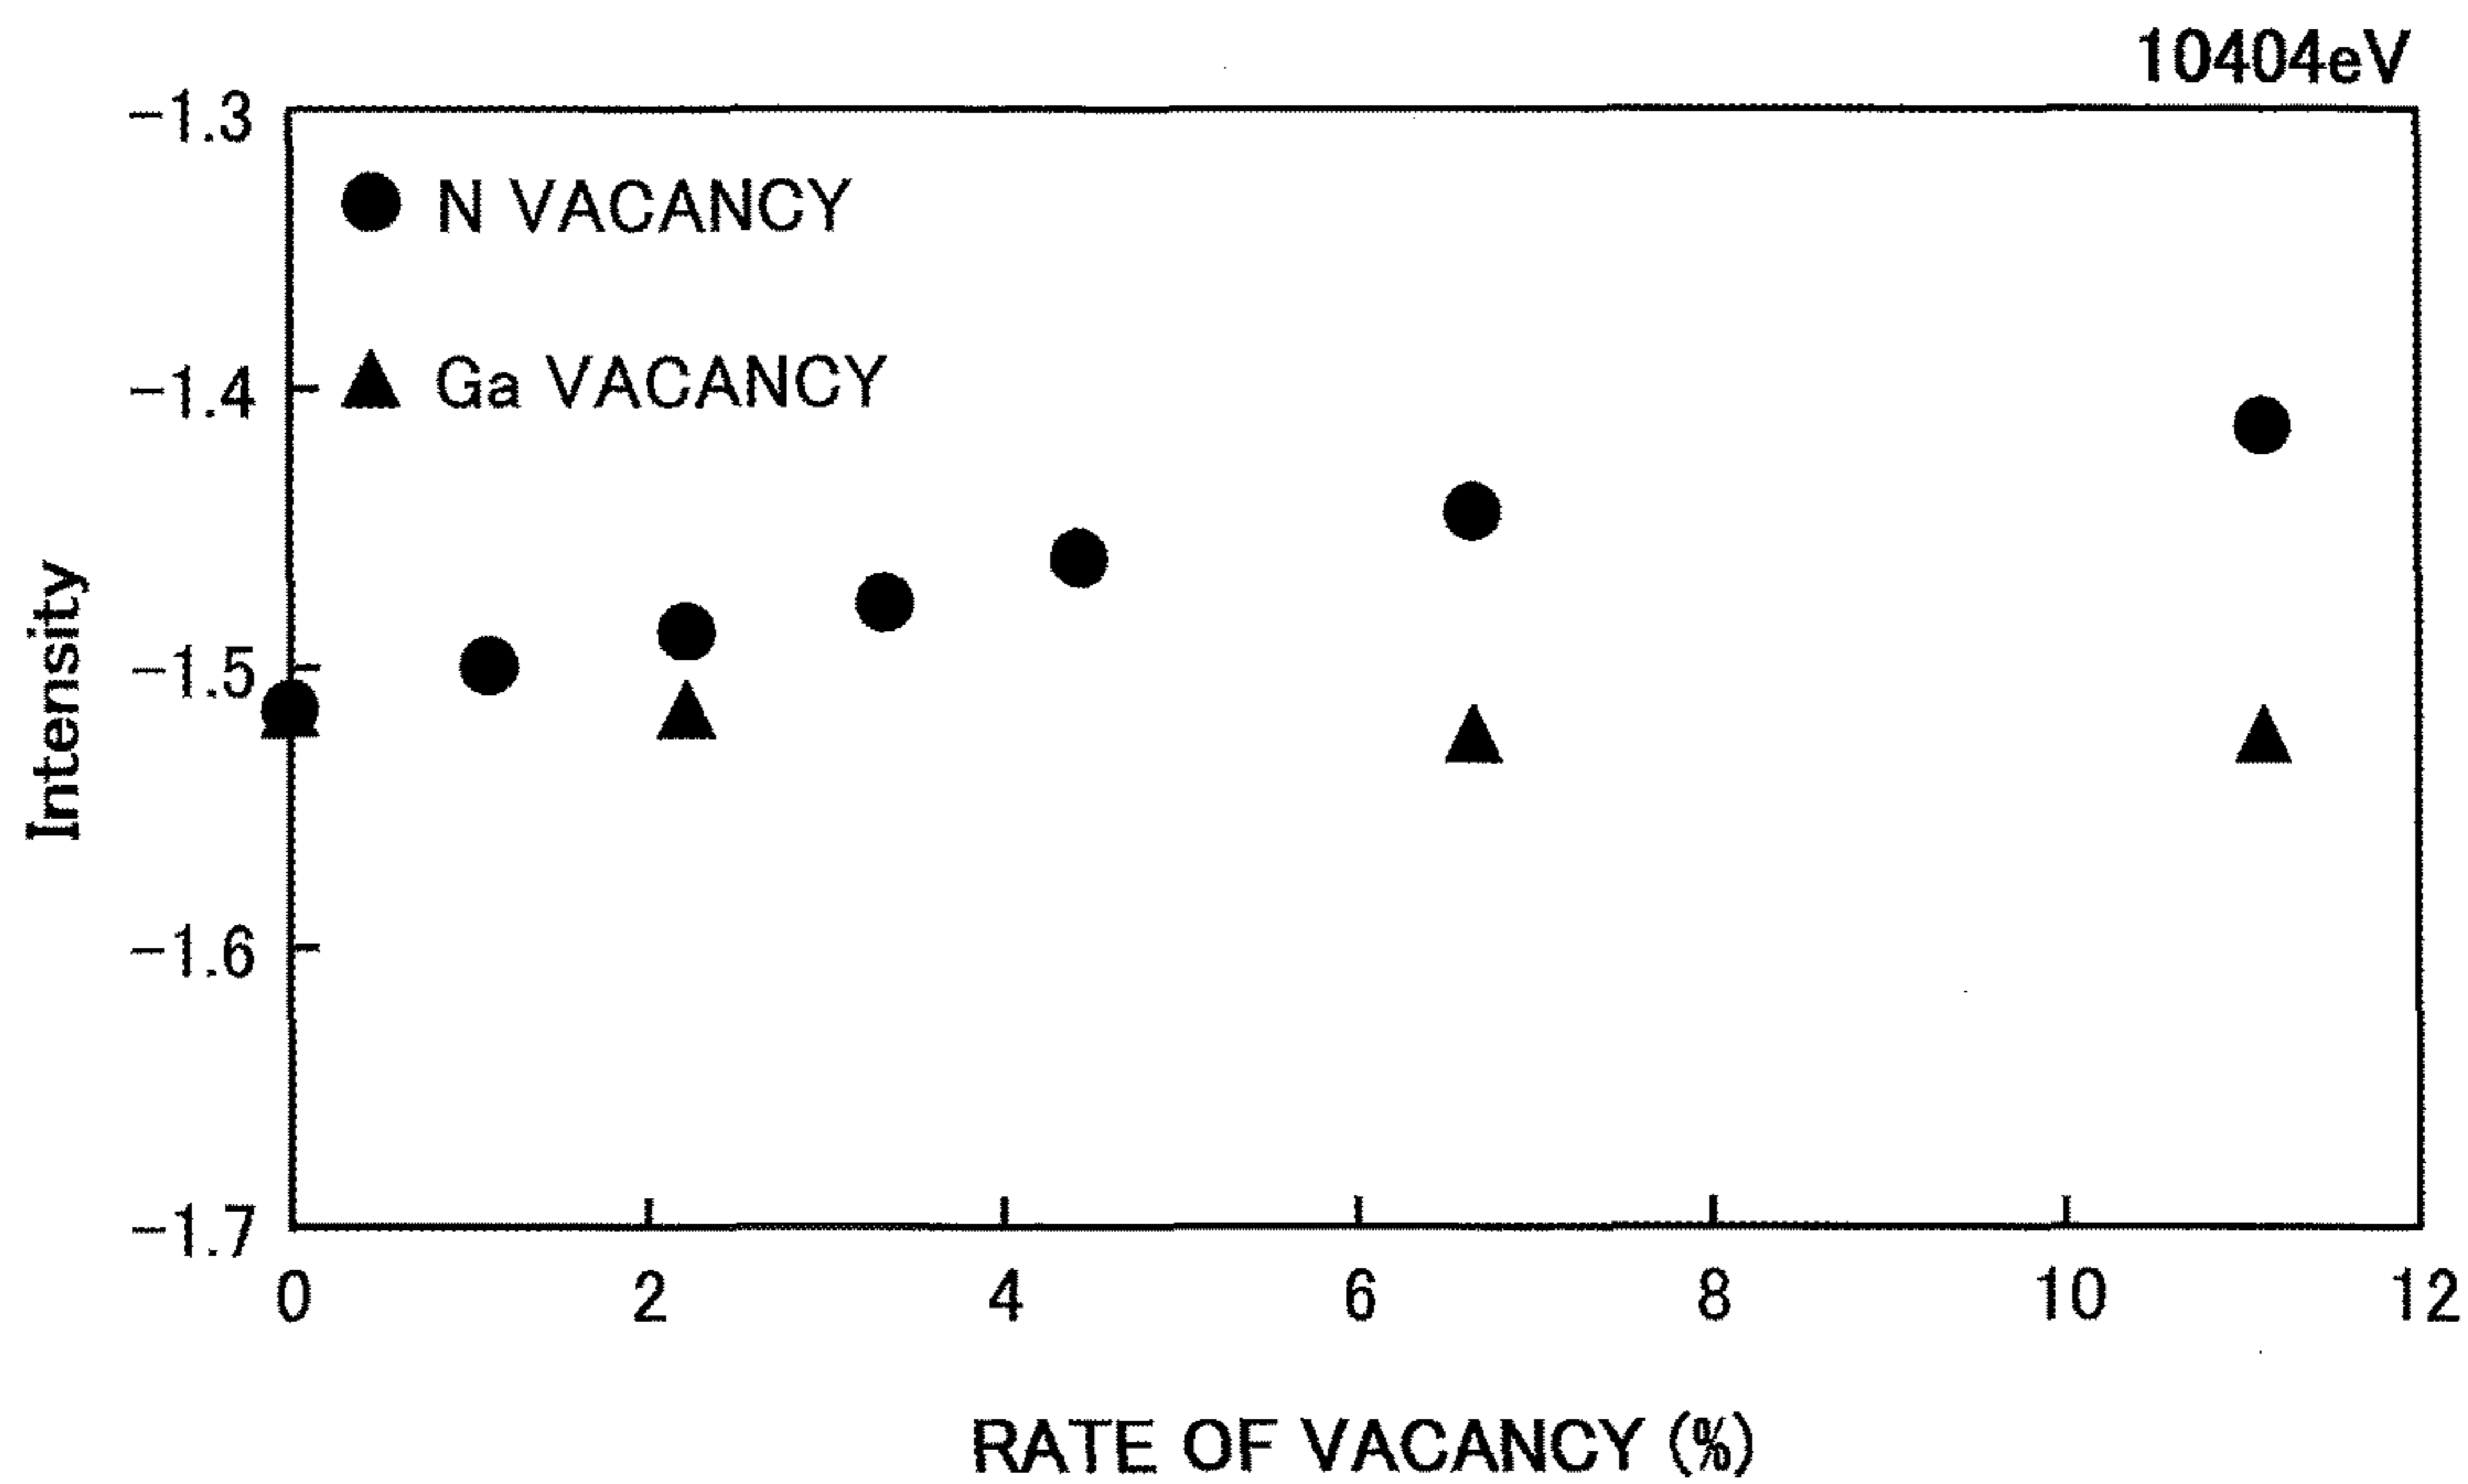 10404eV
-1.3
N VACANCY
-1.4
Ga VACANCY
-1.5
Intensity
-1.6
-1.7
0 2 4 6 8 10 12
RATE OF VACANCY (%)